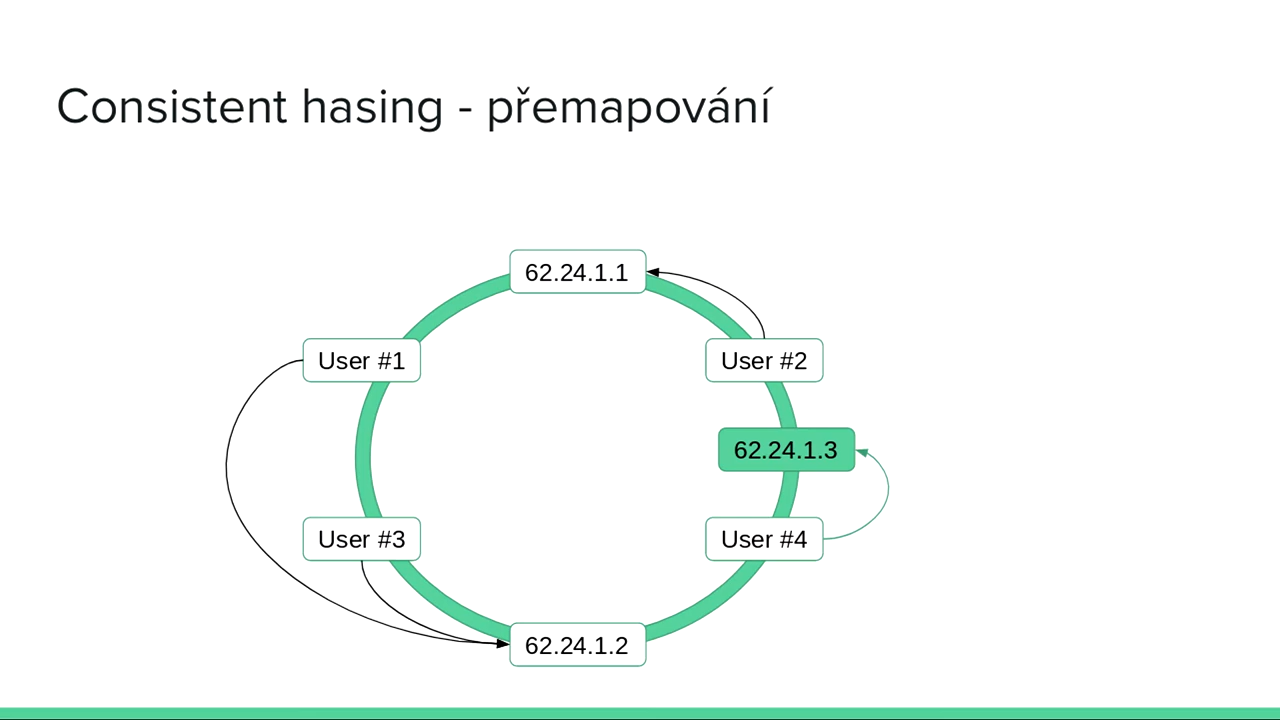 Consistent hasing - přemapování
62.24.1.1
User #1
User #2
62.24.1.3
User #3
User #4
62.24.1.2